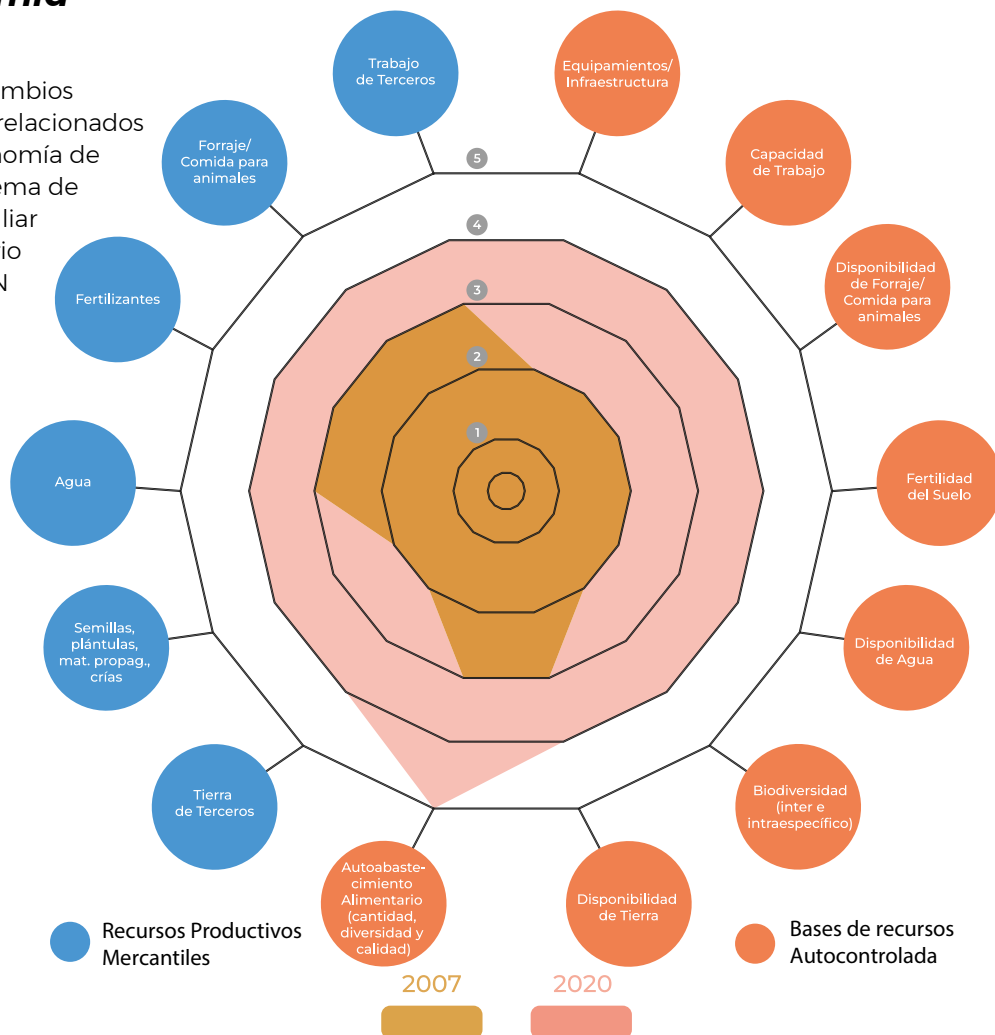 mbios
relacionados
nomía de
ema de
liar
rio
N
Trabajo
de Terceros
Equipamientos/
Infraestructura
Forraje/
Comida para
animales
Capacidad
de Trabajo
Fertilizantes
Disponibilidad
de Forraje/
Comida para
animales
5
4
3
2
1
Agua
Fertilidad
del Suelo
Semillas,
plántulas,
mat. propag.,
crías
Disponibilidad
de Agua
Tierra
de Terceros
Biodiversidad
(inter e
intraespecífico)
Autoabaste-
cimiento
Alimentario
(cantidad,
diversidad y
calidad)
Disponibilidad
de Tierra
Recursos Productivos
Mercantiles
Bases de recursos
Autocontrolada
2007
2020